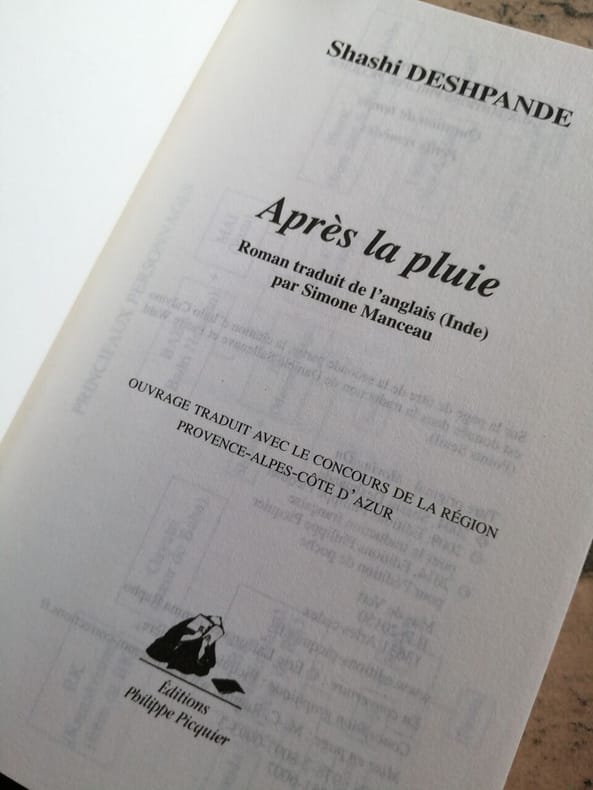 Shashi DESHPANDE
Après la pluie
Roman traduit de l'anglais (Inde)
par Simone Manceau
OUVRAGE TRADUIT AVEC LE CONCOURS DE LA RÉGION
PROVENCE-ALPES-CÔTE D'AZUR
Éditions
Philippe Picquier